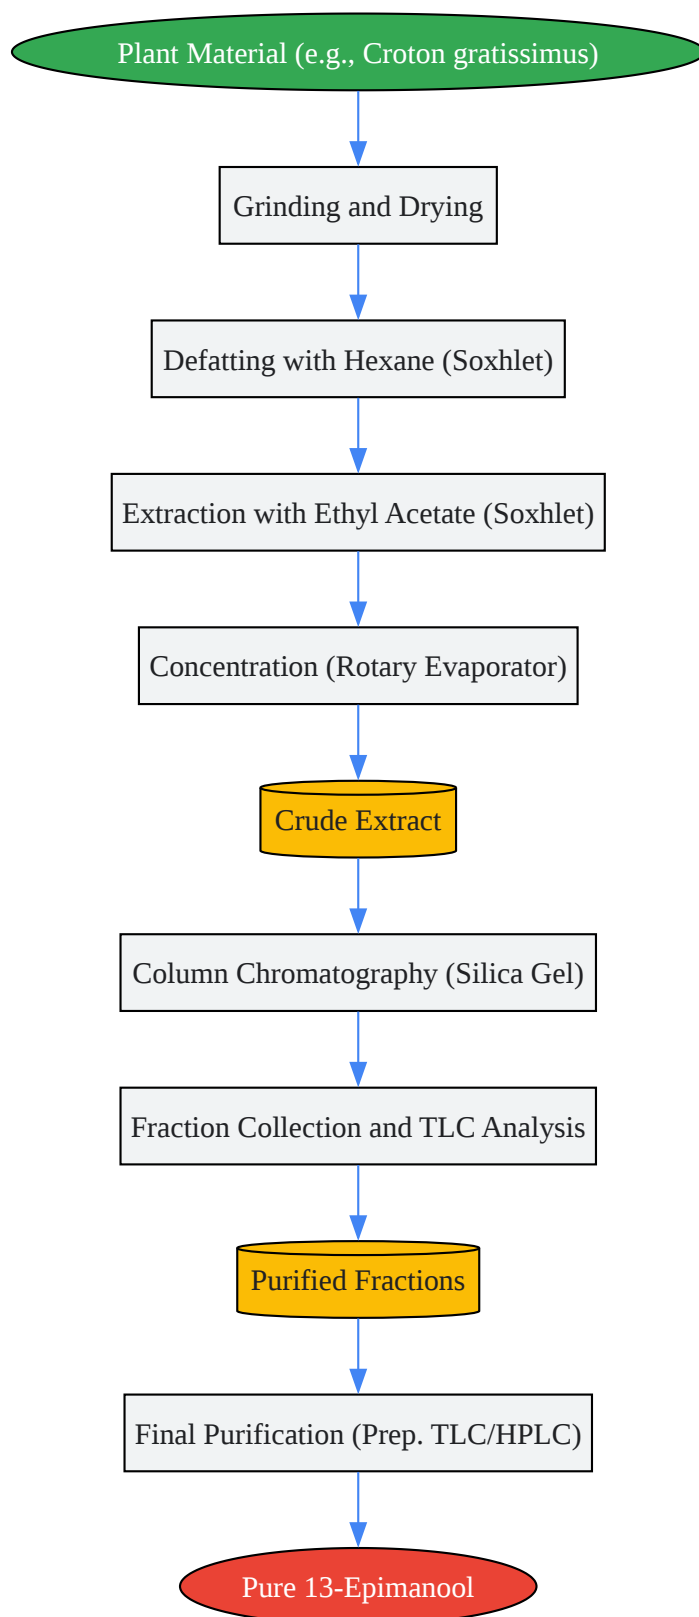 Plant Material (e.g., Croton gratissimus)
Grinding and Drying
Defatting with Hexane (Soxhlet)
Extraction with Ethyl Acetate (Soxhlet)
Concentration (Rotary Evaporator)
Crude Extract
Column Chromatography (Silica Gel)
Fraction Collection and TLC Analysis
Purified Fractions
Final Purification (Prep. TLC/HPLC)
Pure 13-Epimanool